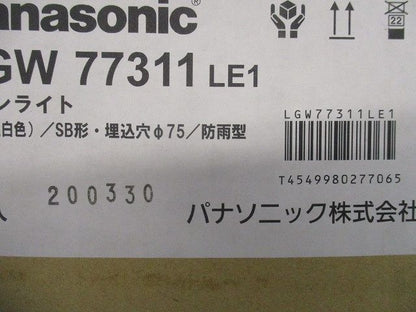 anasonic®
GW 77311 LE1
ンライト
白色）／SB形・埋込穴φ75／防雨型
22
LGW77311LE1
T4549980277065
200330
パナソニック株式会社